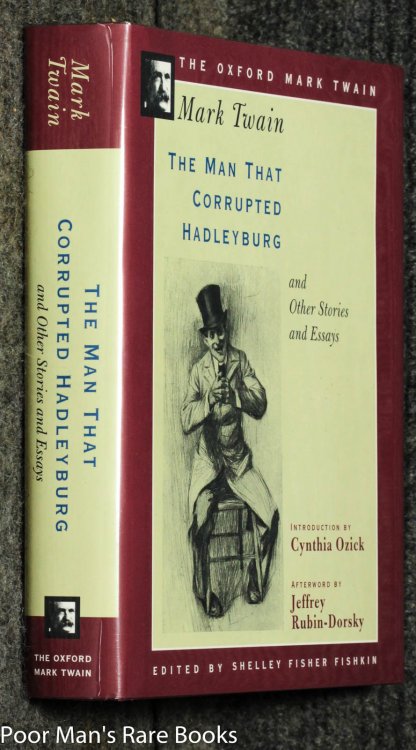 Mark
Twain
THE MAN THAT
CORRUPTED HADLEYBURG
and Other Stories and Essays
THE OXFORD
MARK TWAIN
THE OXFORD MARK TWAIN
Mark Twain
THE MAN THAT
CORRUPTED
HADLEYBURG
and
Other Stories
and Essays
INTRODUCTION BY
Cynthia Ozick
AFTERWORD BY
Jeffrey
Rubin-Dorsky
EDITED BY SHELLEY FISHER FISHKIN
Poor Man's Rare Books